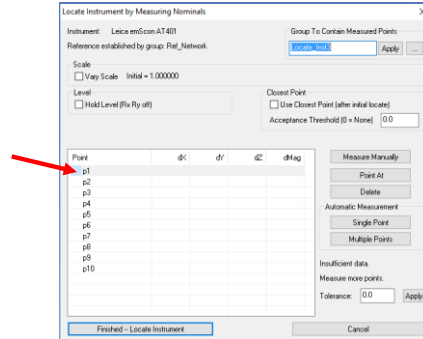 Locate Instrument by Measuring Nominals
Instrument: Leica emScon AT401
Reference established by group: Ref_Network
Group To Contain Measured Points
Locate_Inst3 Apply ...
Scale
Vary Scale Initial = 1.000000
Level
Hold Level (Rx Ry off)
Closest Point
Use Closest Point (after initial locate)
Acceptance Threshold (0 = None) 0.0
Point dX dY dZ dMag
p1
p2
p3
p4
p5
p6
p7
p8
p9
p10
Measure Manually
Point At
Delete
Automatic Measurement
Single Point
Multiple Points
Insufficient data.
Measure more points.
Tolerance: 0.0 Apply
Finished -- Locate Instrument Cancel